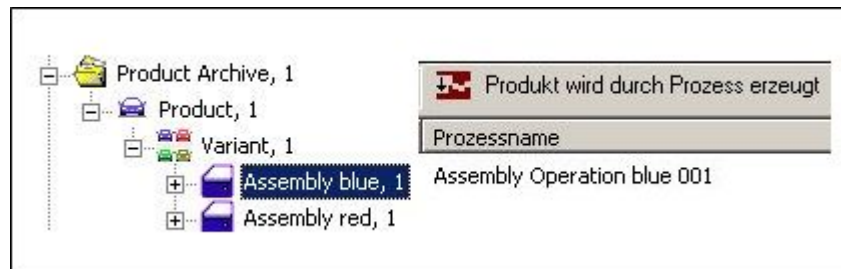 Product Archive, 1
Product, 1
Variant, 1
Assembly blue, 1
Assembly red, 1
Produkt wird durch Prozess erzeugt
Prozessname
Assembly Operation blue 001